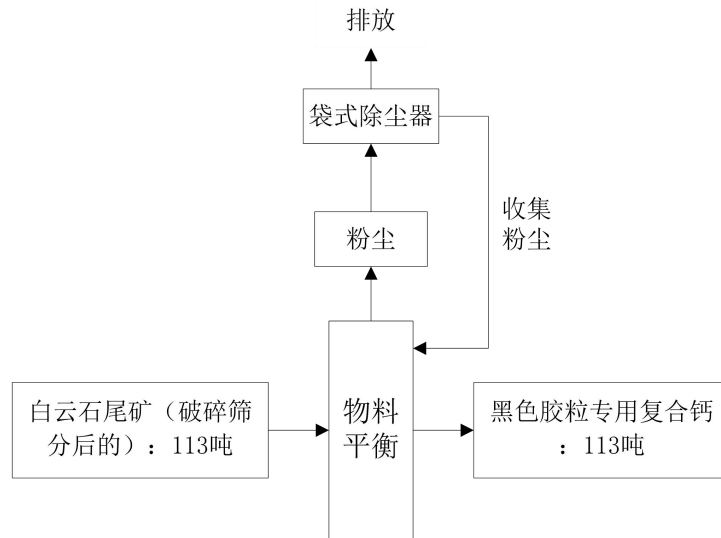 排放
袋式除尘器
收集
粉尘
粉尘
白云石尾矿（破碎筛
分后的）：113吨
物料
平衡
黑色胶粒专用复合钙
：113吨